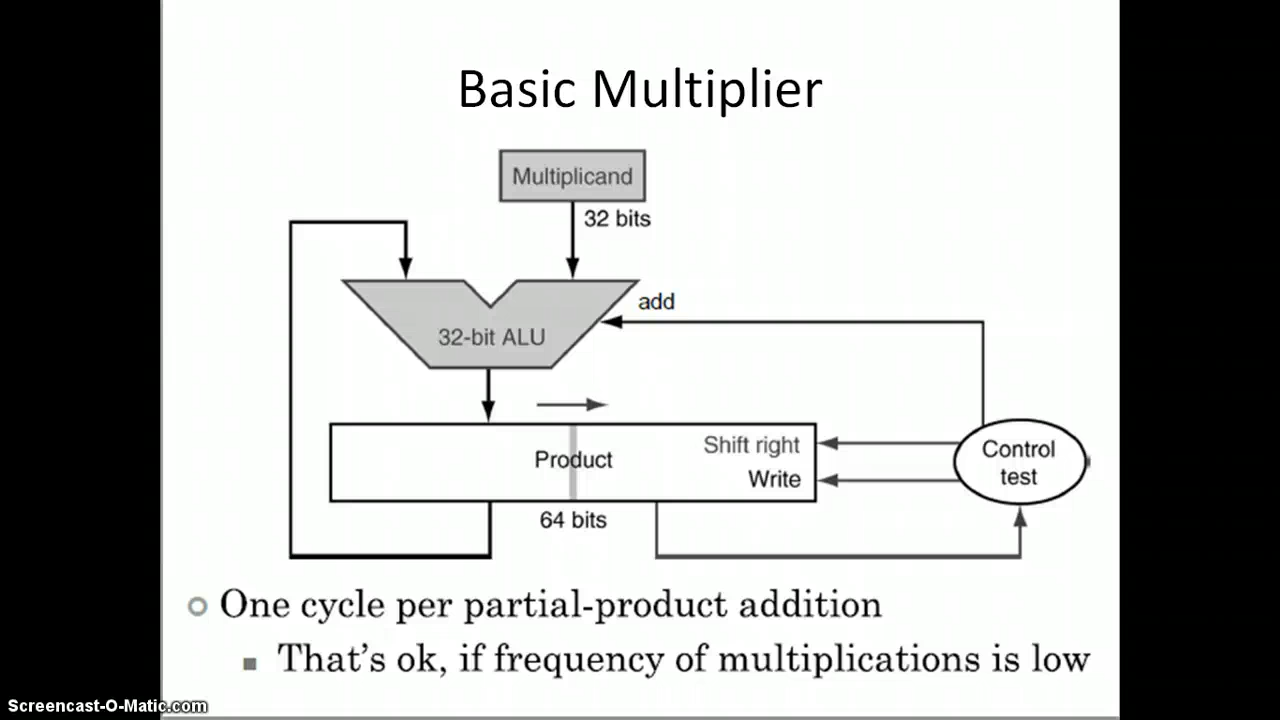 Basic Multiplier
Multiplicand
32 bits
add
32-bit ALU
Shift right
Product
Write
Control
test
64 bits
One cycle per partial-product addition
That's ok, if frequency of multiplications is low
Screencast-O-Matic.com